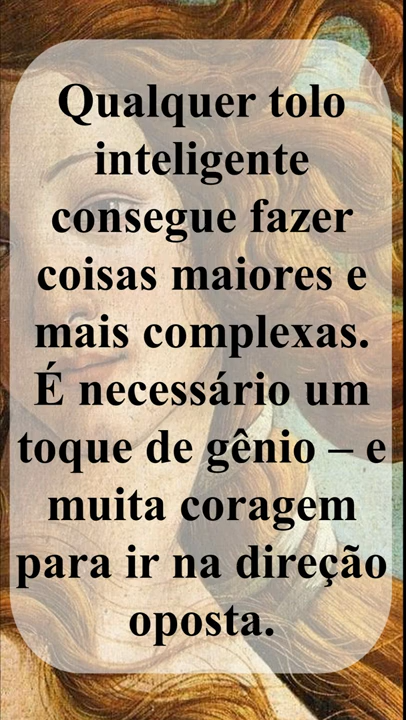 Qualquer tolo
inteligente
consegue fazer
coisas maiores e
mais complexas.
É necessário um
toque de gênio – e
muita coragem
para ir na direção
oposta.